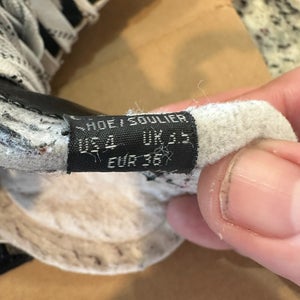 SHOE / SOULIER
US 4 UK 3.5
EUR 36